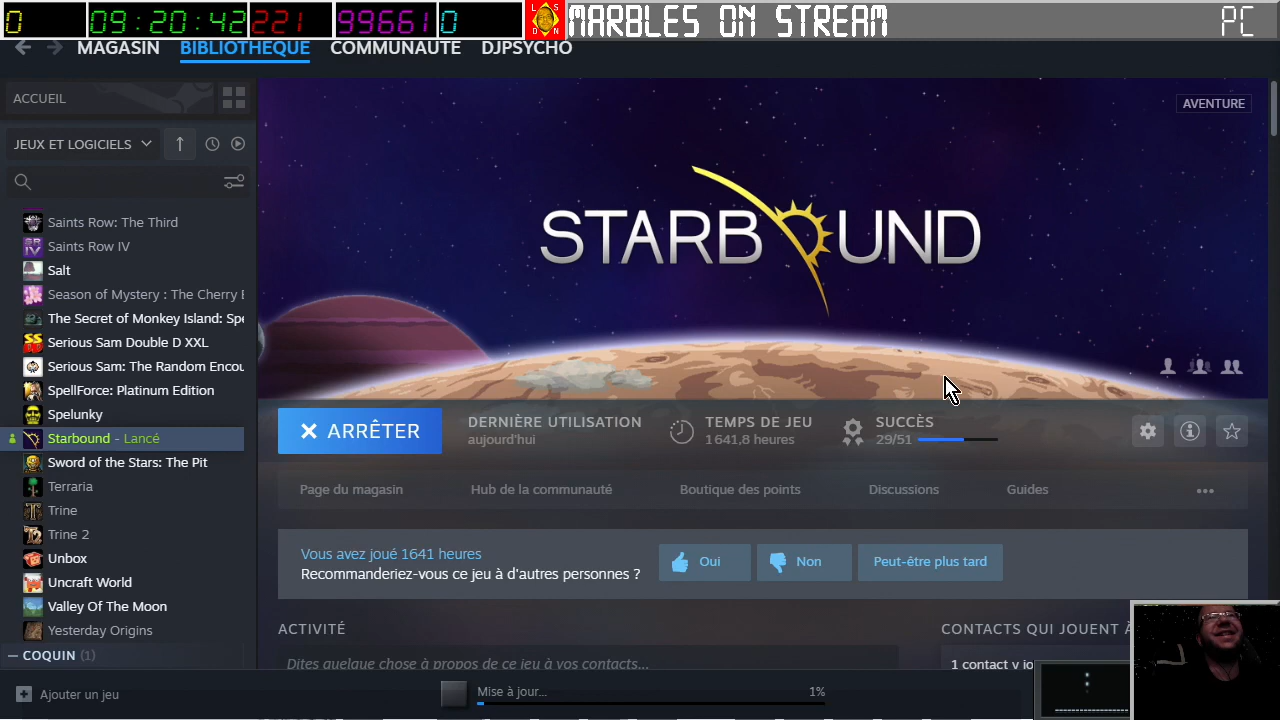 0
09:20:42
221
99661
0
MARBLES ON STREAM
PC
MAGASIN
BIBLIOTHÈQUE
COMMUNAUTÉ
DJPSYCHO
ACCUEIL
AVENTURE
JEUX ET LOGICIELS
STARBOUND
Saints Row: The Third
Saints Row IV
Salt
Season of Mystery : The Cherry
The Secret of Monkey Island: Spe
Serious Sam Double D XXL
Serious Sam: The Random Encou
SpellForce: Platinum Edition
Spelunky
Starbound - Lancé
Sword of the Stars: The Pit
Terraria
Trine
Trine 2
Unbox
Uncraft World
Valley Of The Moon
Yesterday Origins
COQUIN (1)
ARRÊTER
DERNIÈRE UTILISATION
aujourd'hui
TEMPS DE JEU
1 641,8 heures
SUCCÈS
29/51
Page du magasin
Hub de la communauté
Boutique des points
Discussions
Guides
Vous avez joué 1641 heures
Recommanderiez-vous ce jeu à d'autres personnes ?
Oui
Non
Peut-être plus tard
ACTIVITÉ
Dites quelque chose à propos de ce jeu à vos contacts...
CONTACTS QUI JOUENT À
1 contact y jo
Ajouter un jeu
Mise à jour...
1%